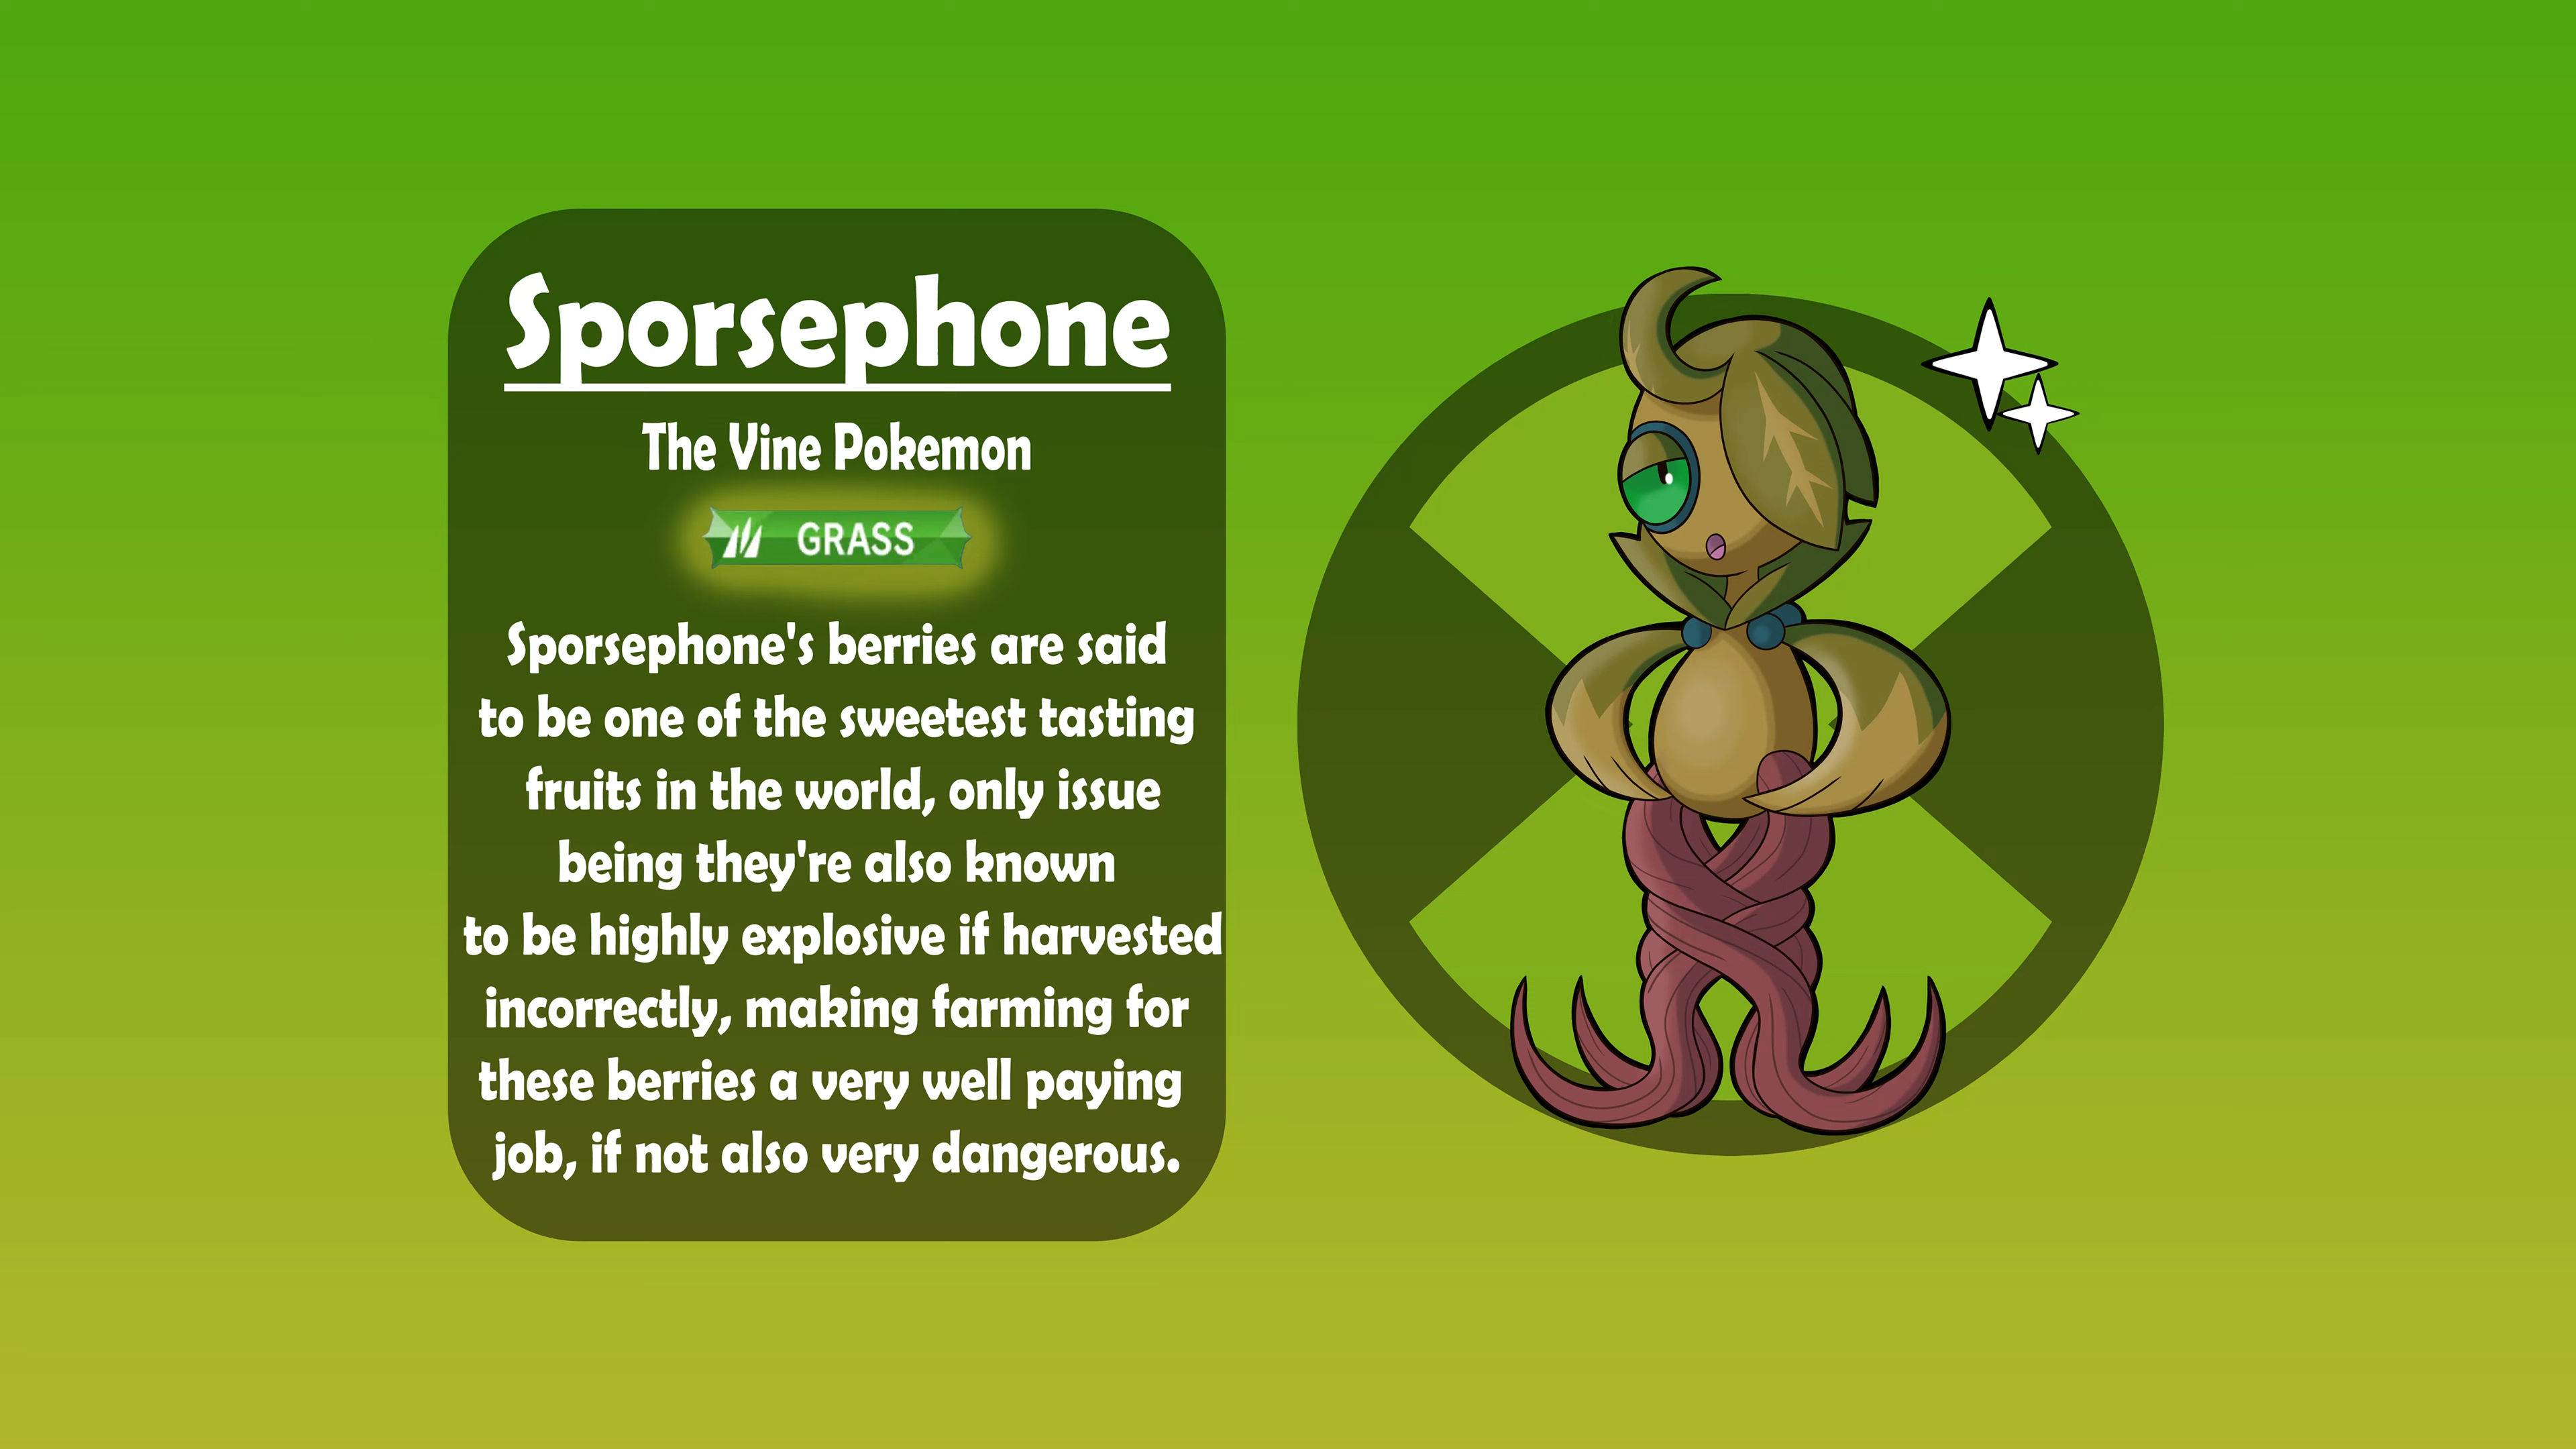 Sporsephone
The Vine Pokemon
GRASS
Sporsephone's berries are said
to be one of the sweetest tasting
fruits in the world, only issue
being they're also known
to be highly explosive if harvested
incorrectly, making farming for
these berries a very well paying
job, if not also very dangerous.